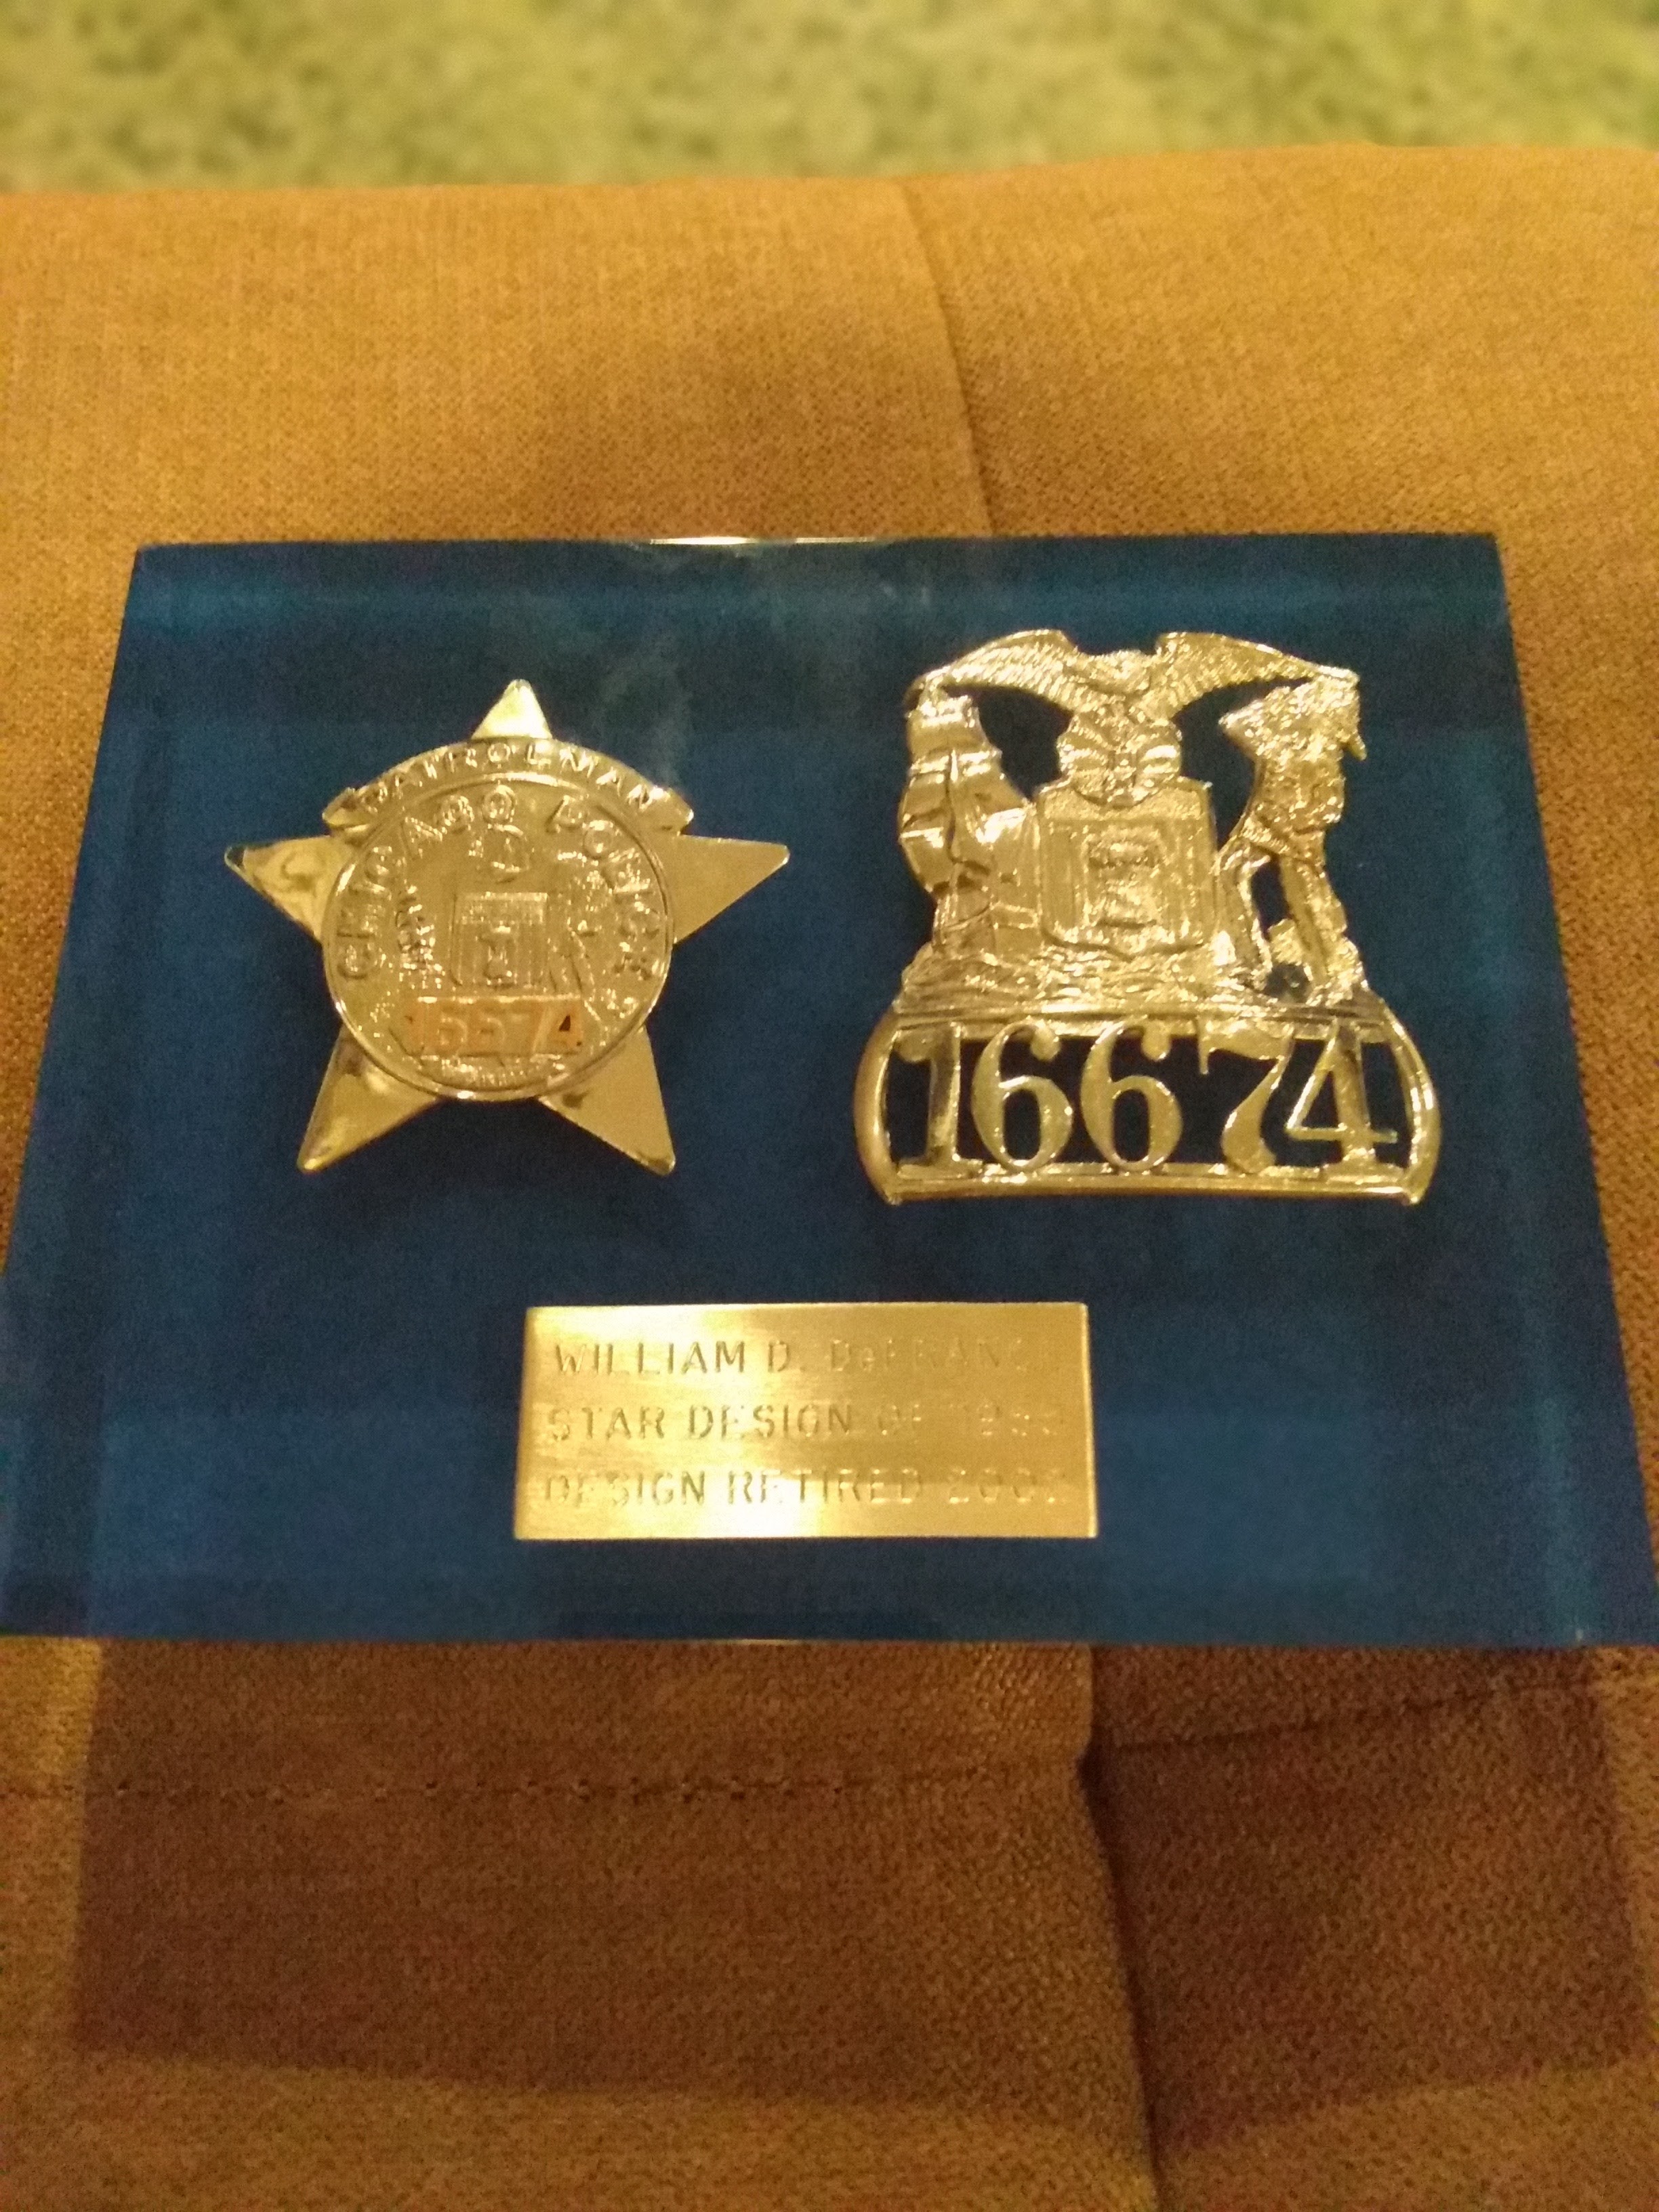 PATROLMAN
CHICAGO POLICE
16674
16674
WILLIAM D.
STAR DESIGN OF
DESIGN RETIRED